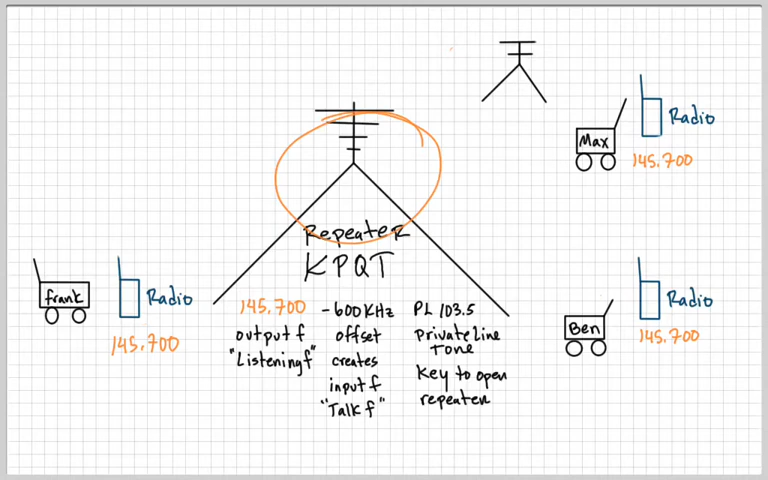 Max
Radio
145.700
Repeater
KPQT
frank
Radio
145.700
145.700
output f
"Listening f"
-600 KHz
offset
creates
input f
"Talk f"
PL 103.5
Private Line
Tone
Key to open
repeater
Ben
Radio
145.700